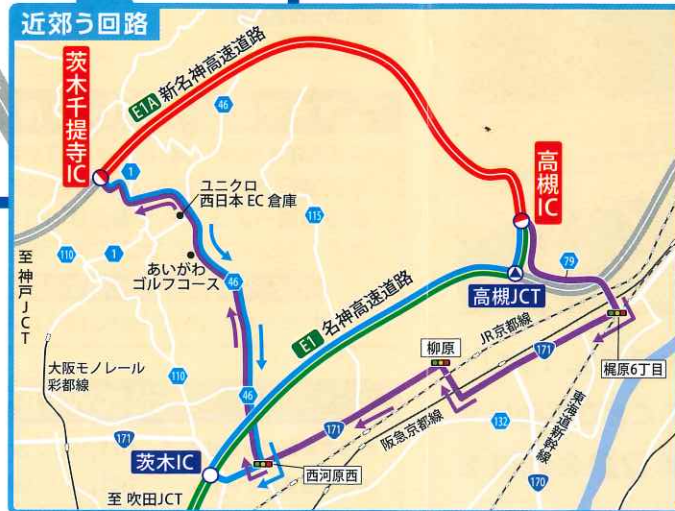 近郊う回路
茨木千提寺IC
E1A 新名神高速道路
46
高槻IC
1
ユニクロ
西日本 EC 倉庫
115
110
1
至 神戸JCT
あいがわ
ゴルフコース
46
79
E1 名神高速道路
高槻JCT
JR京都線
柳原
171
梶原6丁目
大阪モノレール
彩都線
110
46
阪急京都線
132
東海道新幹線
171
171
茨木IC
西河原西
170
至 吹田JCT